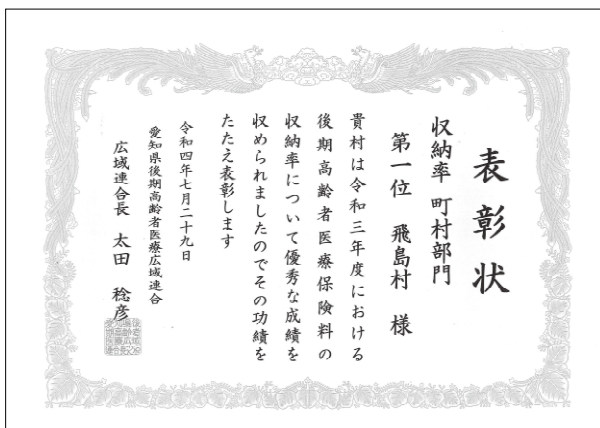 表彰状
収納率 町村部門
第一位 飛島村 様
貴村は令和三年度における
後期高齢者医療保険料の
収納率について優秀な成績を
収められましたのでその功績を
たたえ表彰します
令和四年七月二十九日
愛知県後期高齢者医療広域連合
広域連合長 太田 稔彦